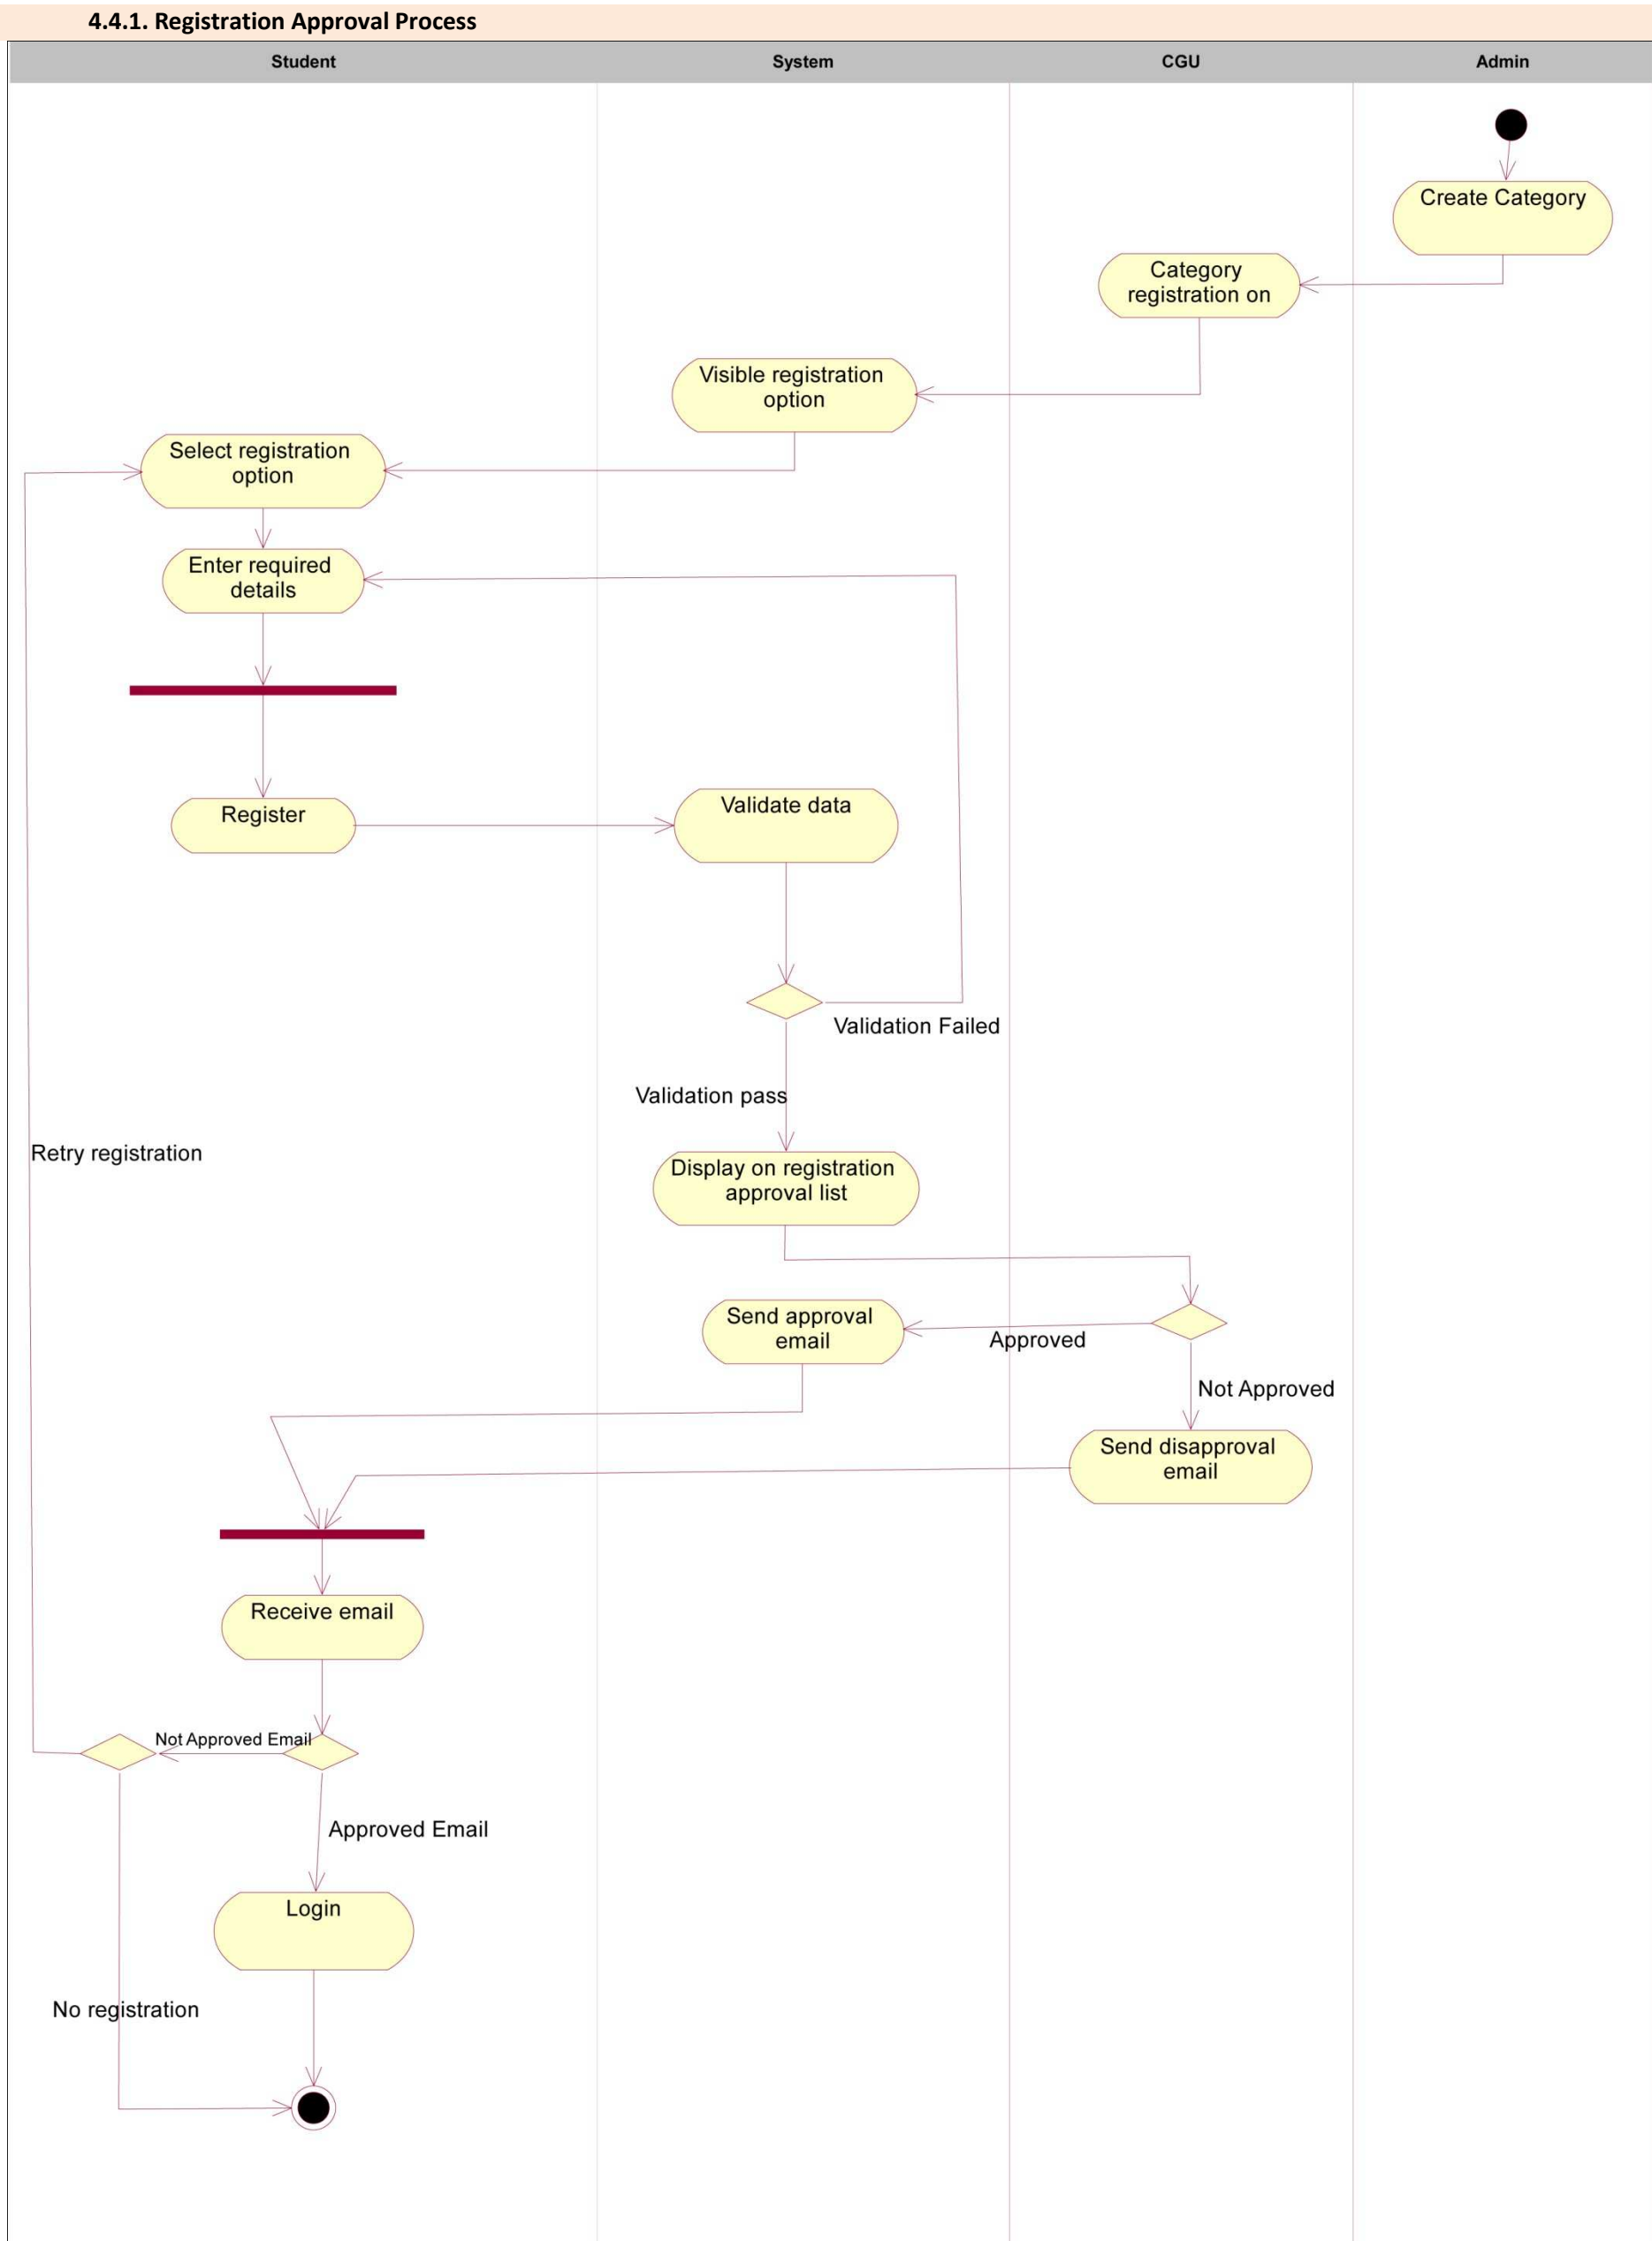 4.4.1. Registration Approval Process
Student
System
CGU
Admin
Create Category
Category
registration on
Visible registration
option
Select registration
option
Enter required
details
Register
Validate data
Validation Failed
Validation pass
Retry registration
Display on registration
approval list
Send approval
email
Approved
Not Approved
Send disapproval
email
Receive email
Not Approved Email
Approved Email
Login
No registration